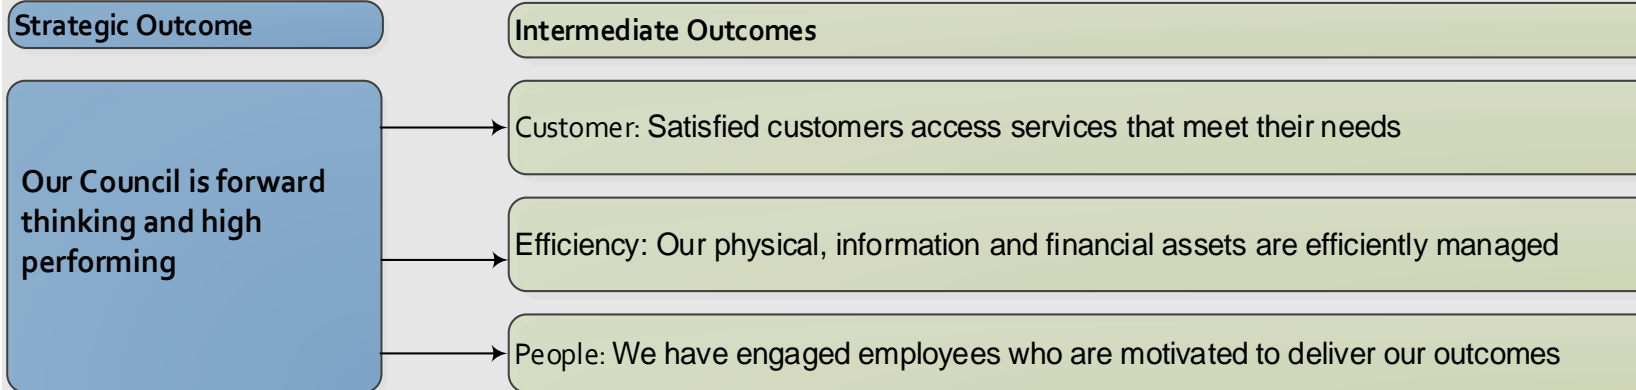 Strategic Outcome
Intermediate Outcomes
Our Council is forward
thinking and high
performing
Customer: Satisfied customers access services that meet their needs
Efficiency: Our physical, information and financial assets are efficiently managed
People: We have engaged employees who are motivated to deliver our outcomes